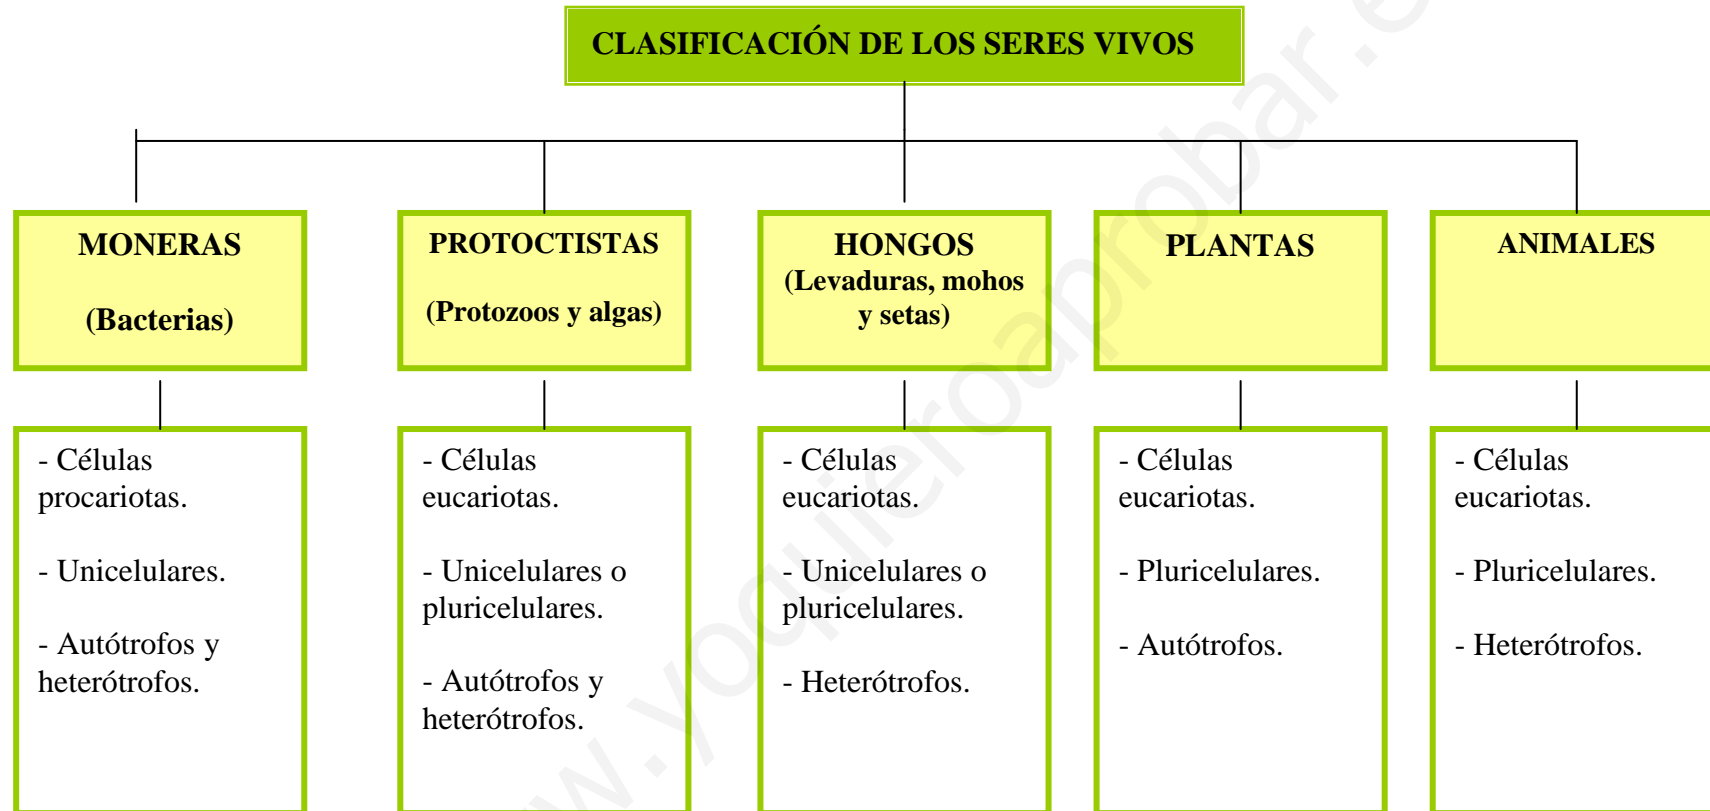 CLASIFICACIÓN DE LOS SERES VIVOS
MONERAS
(Bacterias)
PROTOCTISTAS
(Protozoos y algas)
HONGOS
(Levaduras, mohos
y setas)
PLANTAS
ANIMALES
- Células
procariotas.
- Unicelulares.
- Autótrofos y
heterótrofos.
- Células
eucariotas.
- Unicelulares o
pluricelulares.
- Autótrofos y
heterótrofos.
- Células
eucariotas.
- Unicelulares o
pluricelulares.
- Heterótrofos.
- Células
eucariotas.
- Pluricelulares.
- Autótrofos.
- Células
eucariotas.
- Pluricelulares.
- Heterótrofos.
w.yoquieroaprobar.e